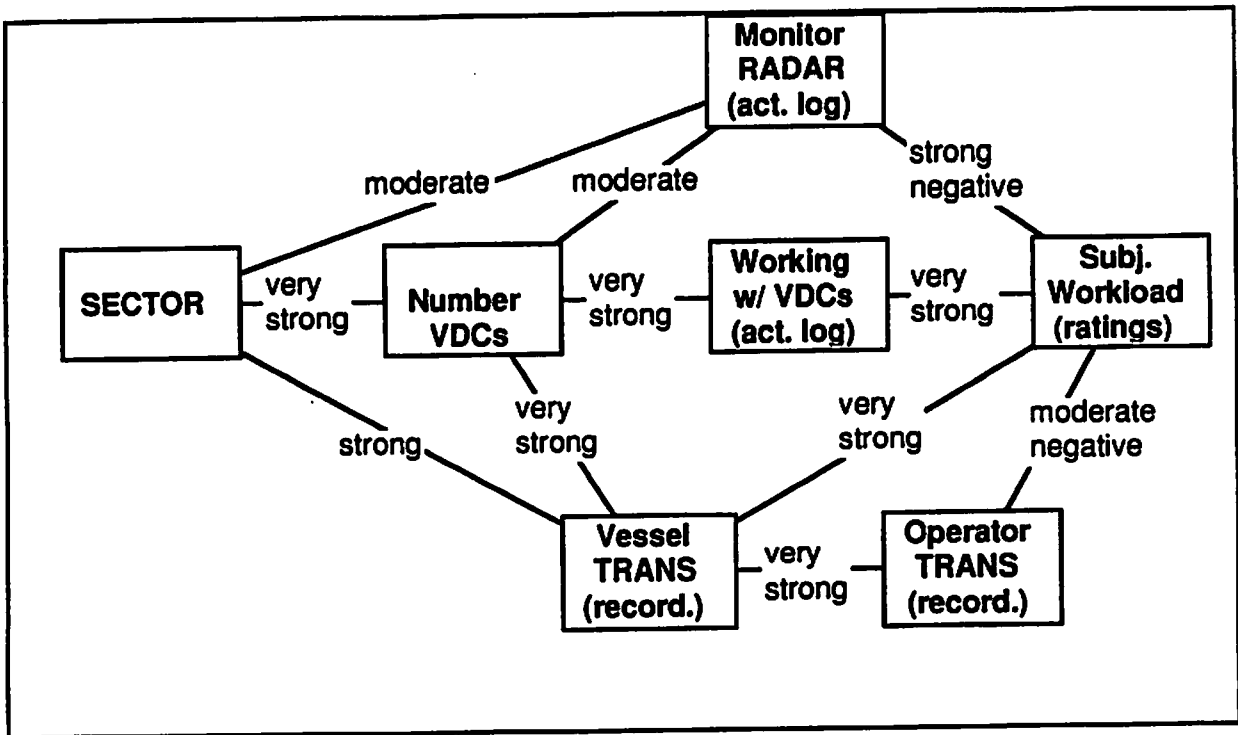 Monitor
RADAR
(act. log)
moderate
moderate
strong
negative
SECTOR
very
strong
Number
VDCs
very
strong
Working
w/ VDCs
(act. log)
very
strong
Subj.
Workload
(ratings)
strong
very
strong
very
strong
moderate
negative
Vessel
TRANS
(record.)
very
strong
Operator
TRANS
(record.)